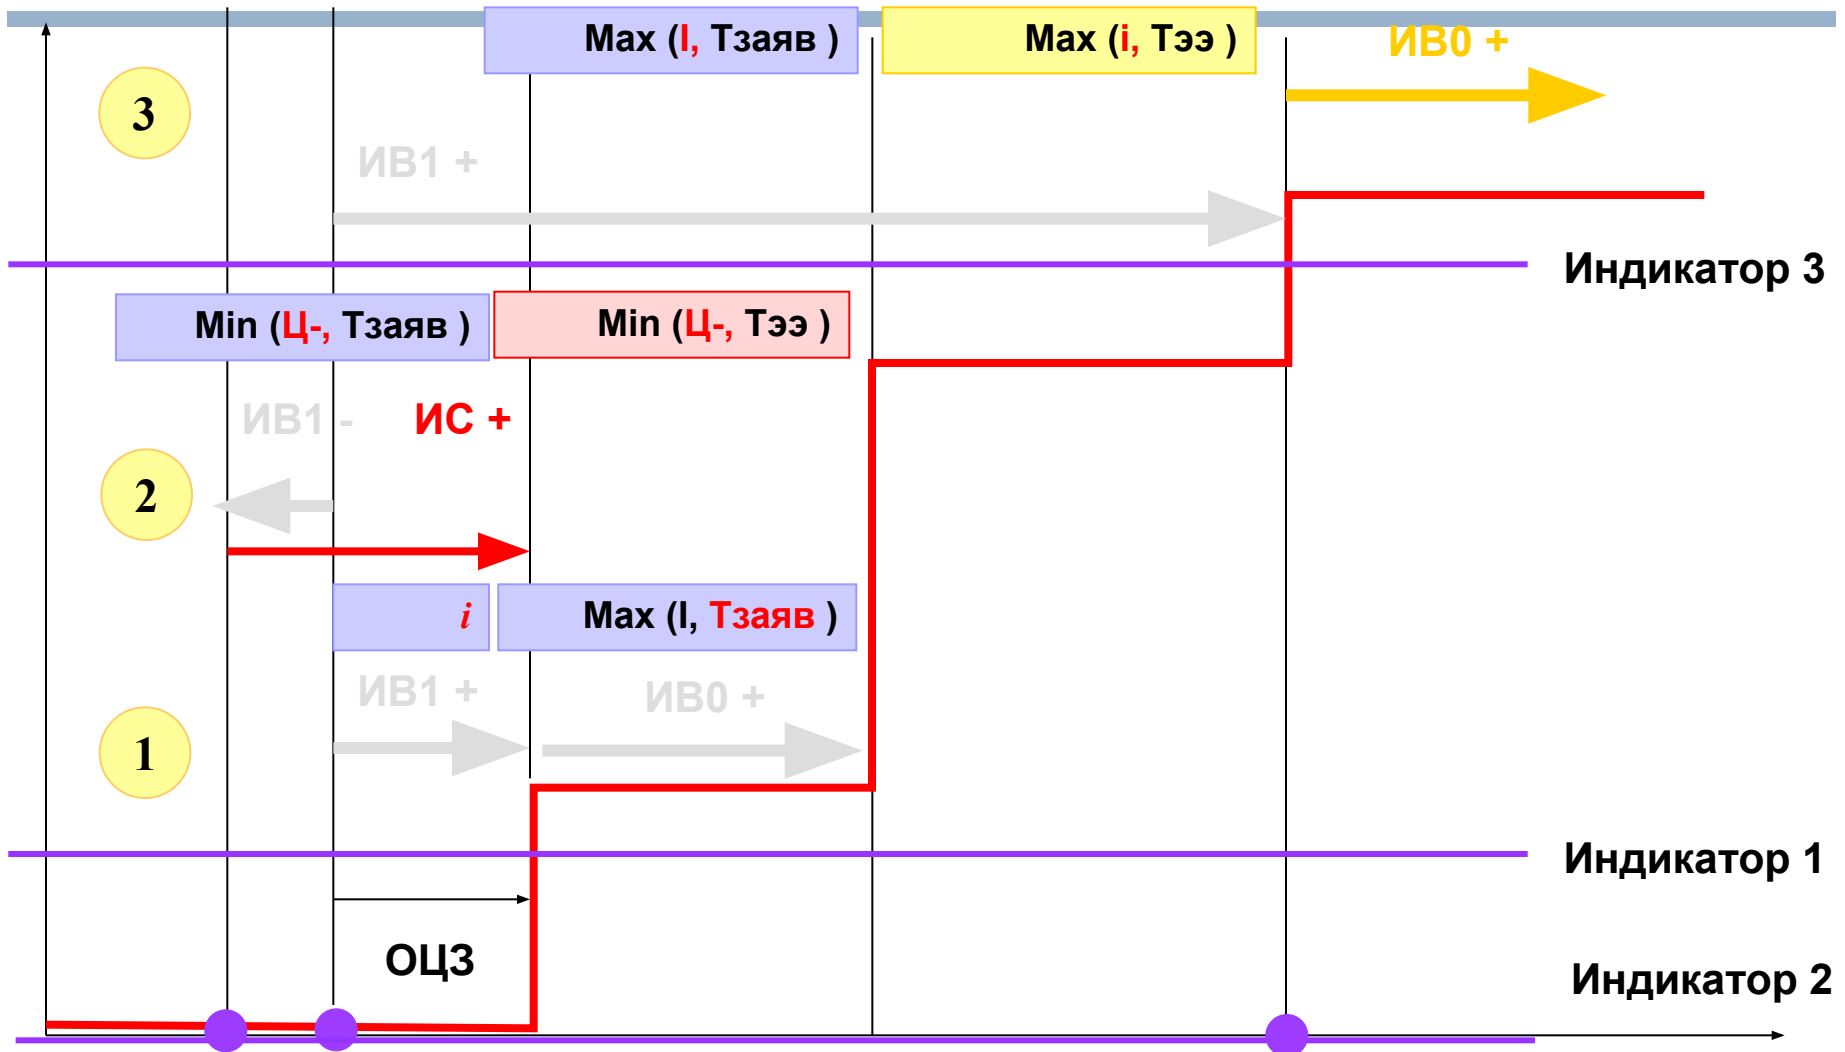 Max (I, Тзаяв )
Max (i, Тээ )
ИВ0 +
3
ИВ1 +
Индикатор 3
Min (Ц-, Тзаяв )
Min (Ц-, Тээ )
ИВ1 -
ИС +
2
i
Max (I, Тзаяв )
ИВ1 +
ИВ0 +
1
Индикатор 1
ОЦЗ
Индикатор 2